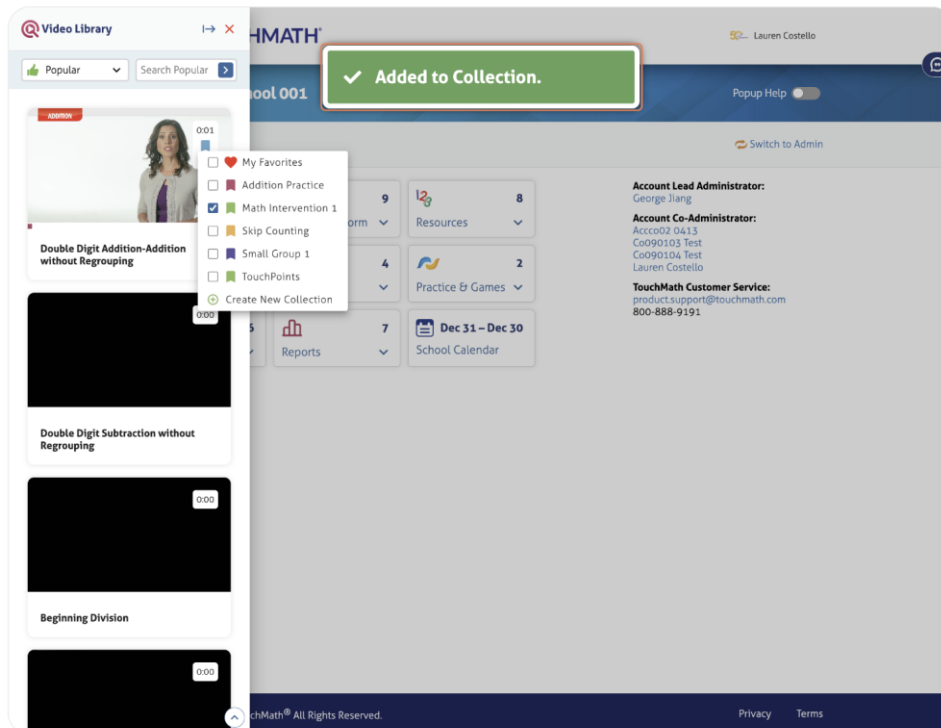 Video Library
Popular
Search Popular
ADDITION
0:01
My Favorites
Addition Practice
Math Intervention 1
Skip Counting
Small Group 1
TouchPoints
Create New Collection
Double Digit Addition-Addition
without Regrouping
0:00
Double Digit Subtraction without
Regrouping
0:00
Beginning Division
0:00
HMATH
Lauren Costello
Added to Collection.
ool 001
Popup Help
Switch to Admin
9
orm
8
Resources
4
2
Practice & Games
6
7
Reports
Dec 31 – Dec 30
School Calendar
Account Lead Administrator:
George Jiang
Account Co-Administrator:
Accco02 0413
Co090103 Test
Co090104 Test
Lauren Costello
TouchMath Customer Service:
product.support@touchmath.com
800-888-9191
chMath® All Rights Reserved.
Privacy
Terms